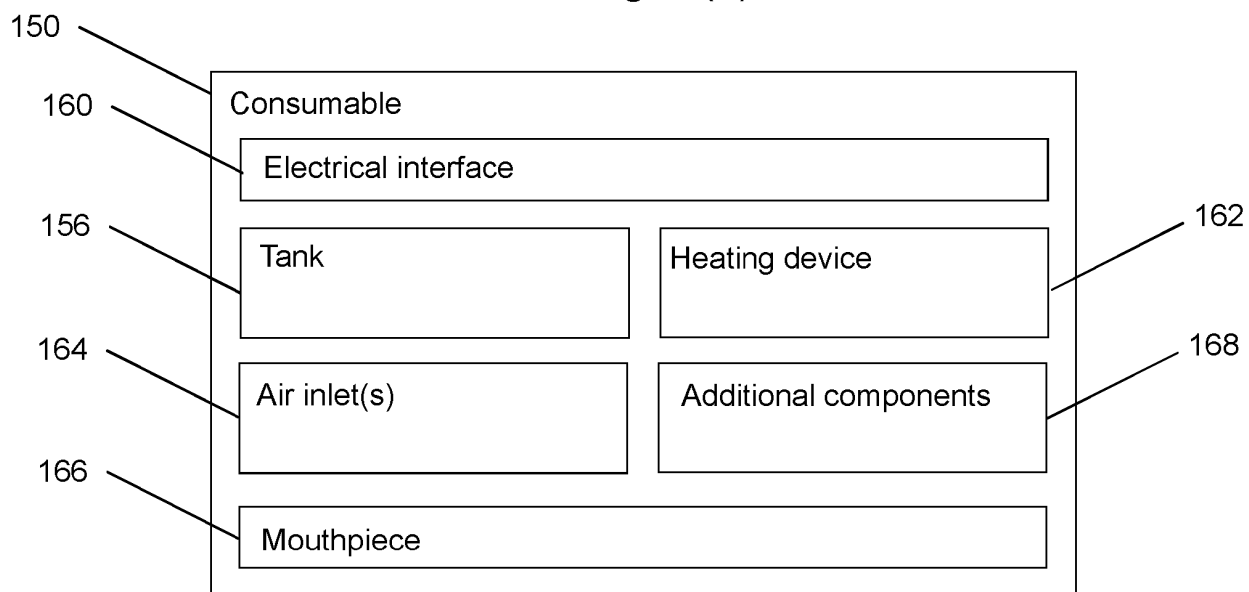 150
Consumable
160
Electrical interface
156
Tank
Heating device
162
164
Air inlet(s)
Additional components
168
166
Mouthpiece